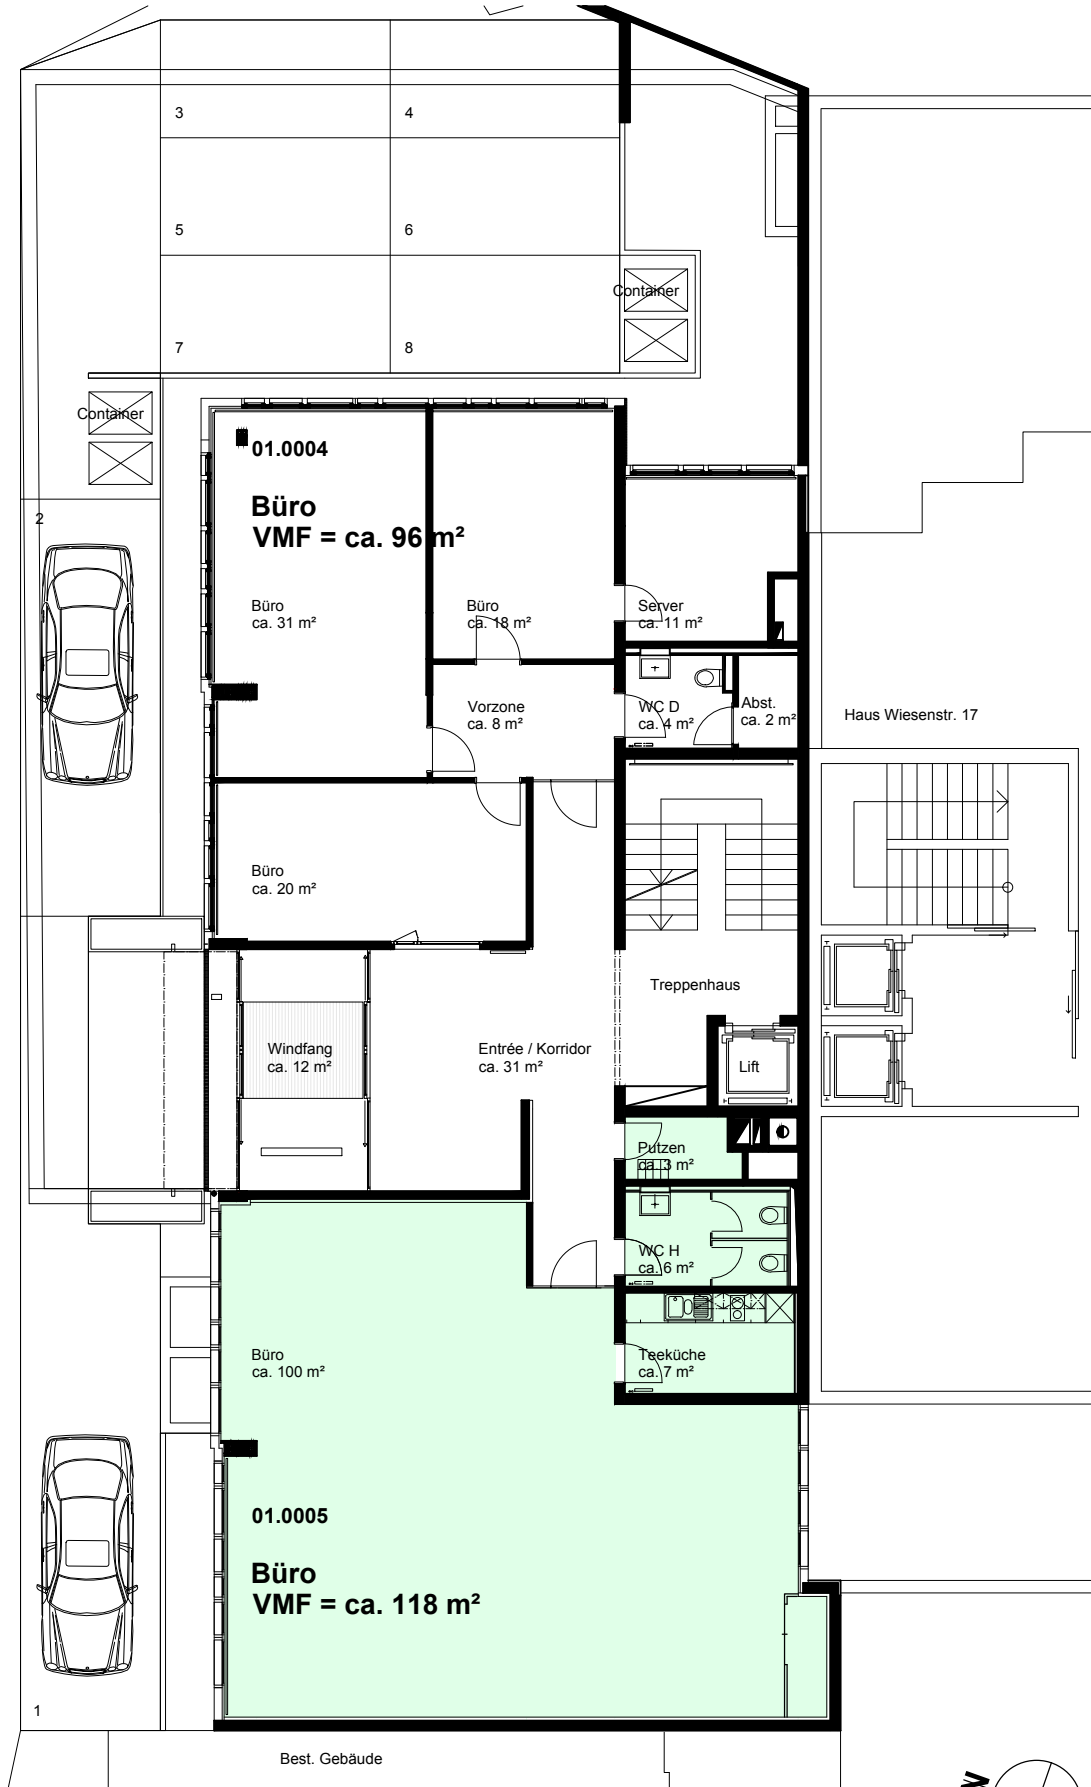 3
4
5
6
Container
7
8
Container
01.0004
Büro
VMF = ca. 96 m²
2
Büro
ca. 31 m²
Büro
ca. 18 m²
Server
ca. 11 m²
Vorzone
ca. 8 m²
WC D
ca. 4 m²
Abst.
ca. 2 m²
Haus Wiesenstr. 17
Büro
ca. 20 m²
Treppenhaus
Windfang
ca. 12 m²
Entrée / Korridor
ca. 31 m²
Lift
Putzen
ca. 3 m²
WC H
ca. 6 m²
Büro
ca. 100 m²
Teeküche
ca. 7 m²
01.0005
Büro
VMF = ca. 118 m²
1
Best. Gebäude